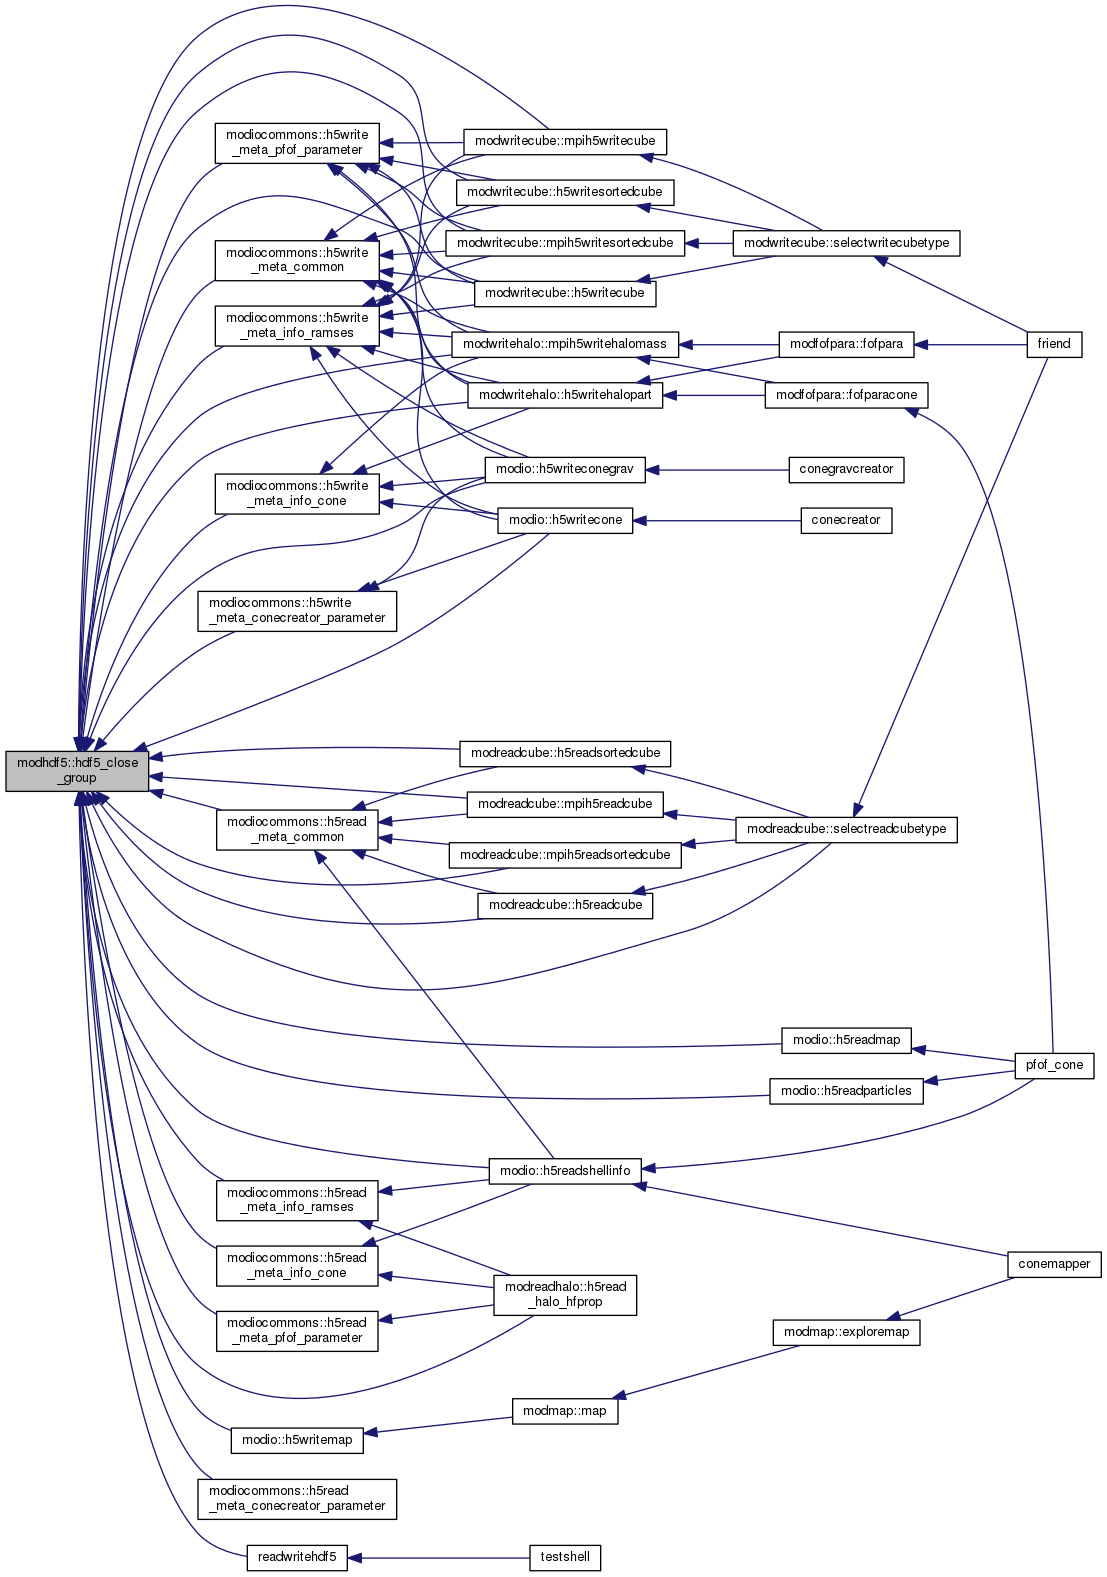 modiocommons::h5write
_meta_pfof_parameter
modwritecube::mpih5writecube
modwritecube::h5writesortedcube
modiocommons::h5write
_meta_common
modwritecube::mpih5writesortedcube
modwritecube::selectwritecubetype
modwritecube::h5writecube
modiocommons::h5write
_meta_info_ramses
modwritehalo::mpih5writehalomass
modfofpara::fofpara
friend
modwritehalo::h5writehalopart
modfofpara::fofparacone
modio::h5writeconegrav
conegravcreator
modiocommons::h5write
_meta_info_cone
modio::h5writecone
conecreator
modiocommons::h5write
_meta_conecreator_parameter
modhdf5::hdf5_close
_group
modreadcube::h5readsortedcube
modreadcube::mpih5readcube
modiocommons::h5read
_meta_common
modreadcube::selectreadcubetype
modreadcube::mpih5readsortedcube
modreadcube::h5readcube
modio::h5readmap
pfof_cone
modio::h5readparticles
modio::h5readshellinfo
modiocommons::h5read
_meta_info_ramses
modiocommons::h5read
_meta_info_cone
conemapper
modreadhalo::h5read
_halo_hfprop
modiocommons::h5read
_meta_pfof_parameter
modmap::exploremap
modmap::map
modio::h5writemap
modiocommons::h5read
_meta_conecreator_parameter
readwritehdf5
testshell